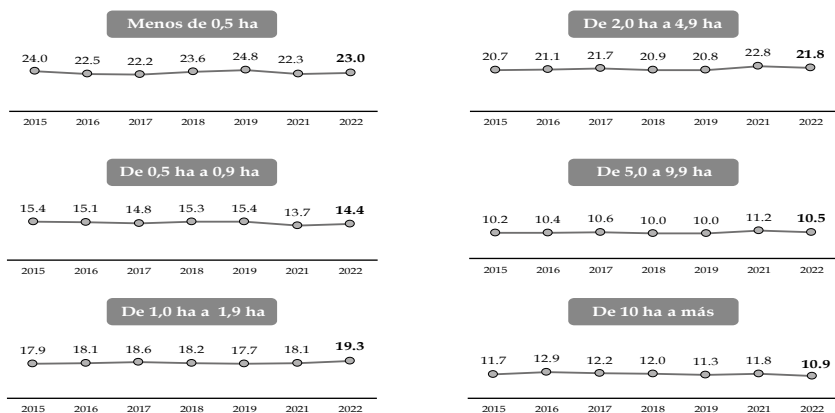 Menos de 0,5 ha
24.0 22.5 22.2 23.6 24.8 22.3 23.0
2015 2016 2017 2018 2019 2021 2022
De 0,5 ha a 0,9 ha
15.4 15.1 14.8 15.3 15.4 13.7 14.4
2015 2016 2017 2018 2019 2021 2022
De 1,0 ha a 1,9 ha
17.9 18.1 18.6 18.2 17.7 18.1 19.3
2015 2016 2017 2018 2019 2021 2022
De 2,0 ha a 4,9 ha
20.7 21.1 21.7 20.9 20.8 22.8 21.8
2015 2016 2017 2018 2019 2021 2022
De 5,0 a 9,9 ha
10.2 10.4 10.6 10.0 10.0 11.2 10.5
2015 2016 2017 2018 2019 2021 2022
De 10 ha a más
11.7 12.9 12.2 12.0 11.3 11.8 10.9
2015 2016 2017 2018 2019 2021 2022